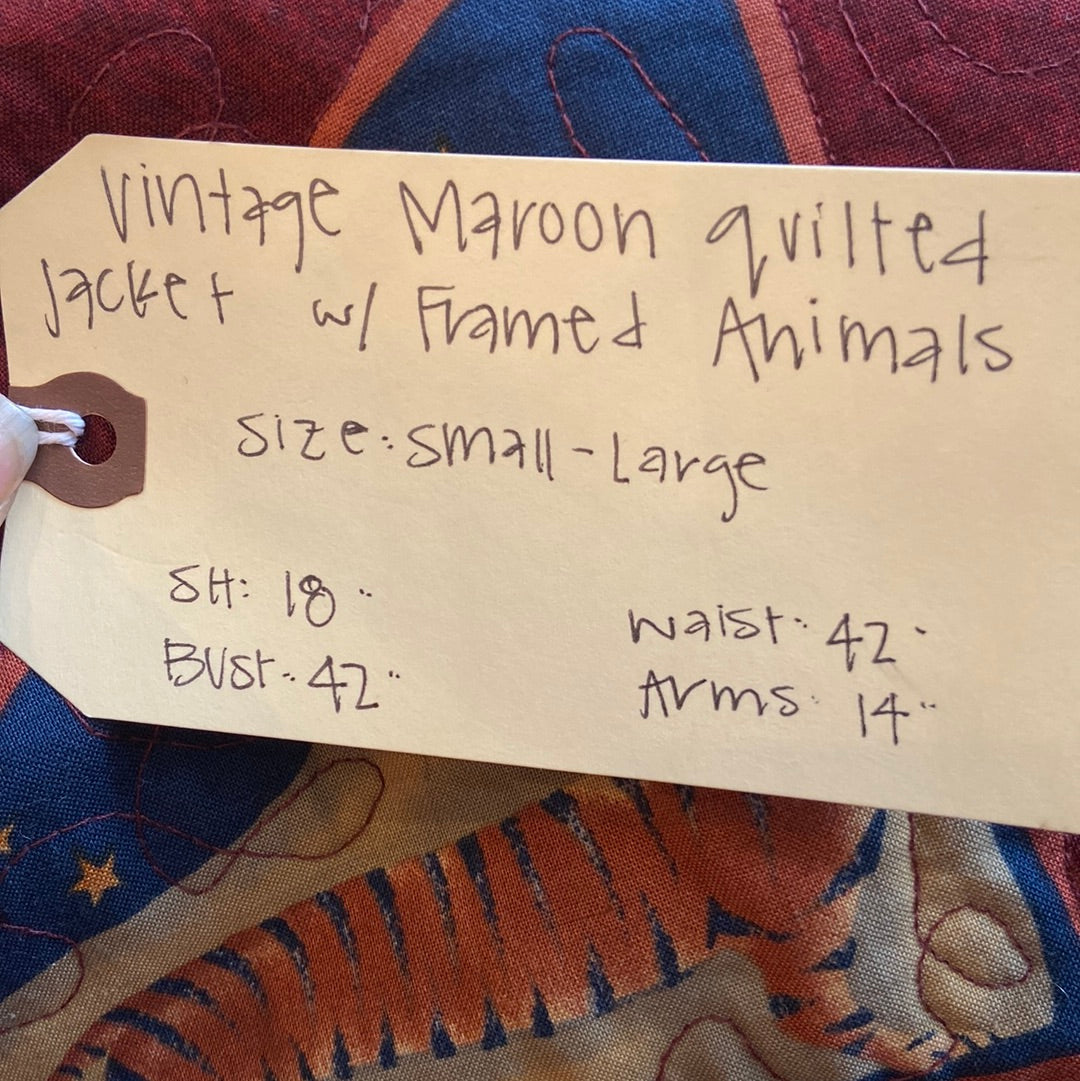 Vintage Maroon quilted
Jacket w/ Framed Animals
Size: Small - Large
SH: 18"
Bust: 42"
Waist: 42"
Arms: 14"